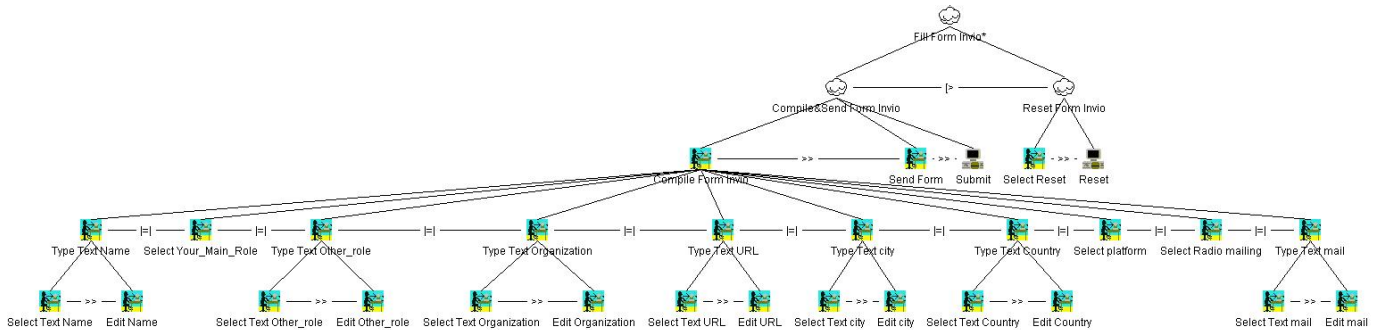 Fill Form Invio*
[>
Compile&Send Form Invio
Reset Form Invio
>>
>>
>>
Compile Form Invio
Send Form
Submit
Select Reset
Reset
|=|
|=|
|=|
|=|
|=|
|=|
|=|
|=|
|=|
Type Text Name
Select Your_Main_Role
Type Text Other_role
Type Text Organization
Type Text URL
Type Text city
Type Text Country
Select platform
Select Radio mailing
Type Text mail
>>
>>
>>
>>
>>
>>
>>
Select Text Name
Edit Name
Select Text Other_role
Edit Other_role
Select Text Organization
Edit Organization
Select Text URL
Edit URL
Select Text city
Edit city
Select Text Country
Edit Country
Select Text mail
Edit mail